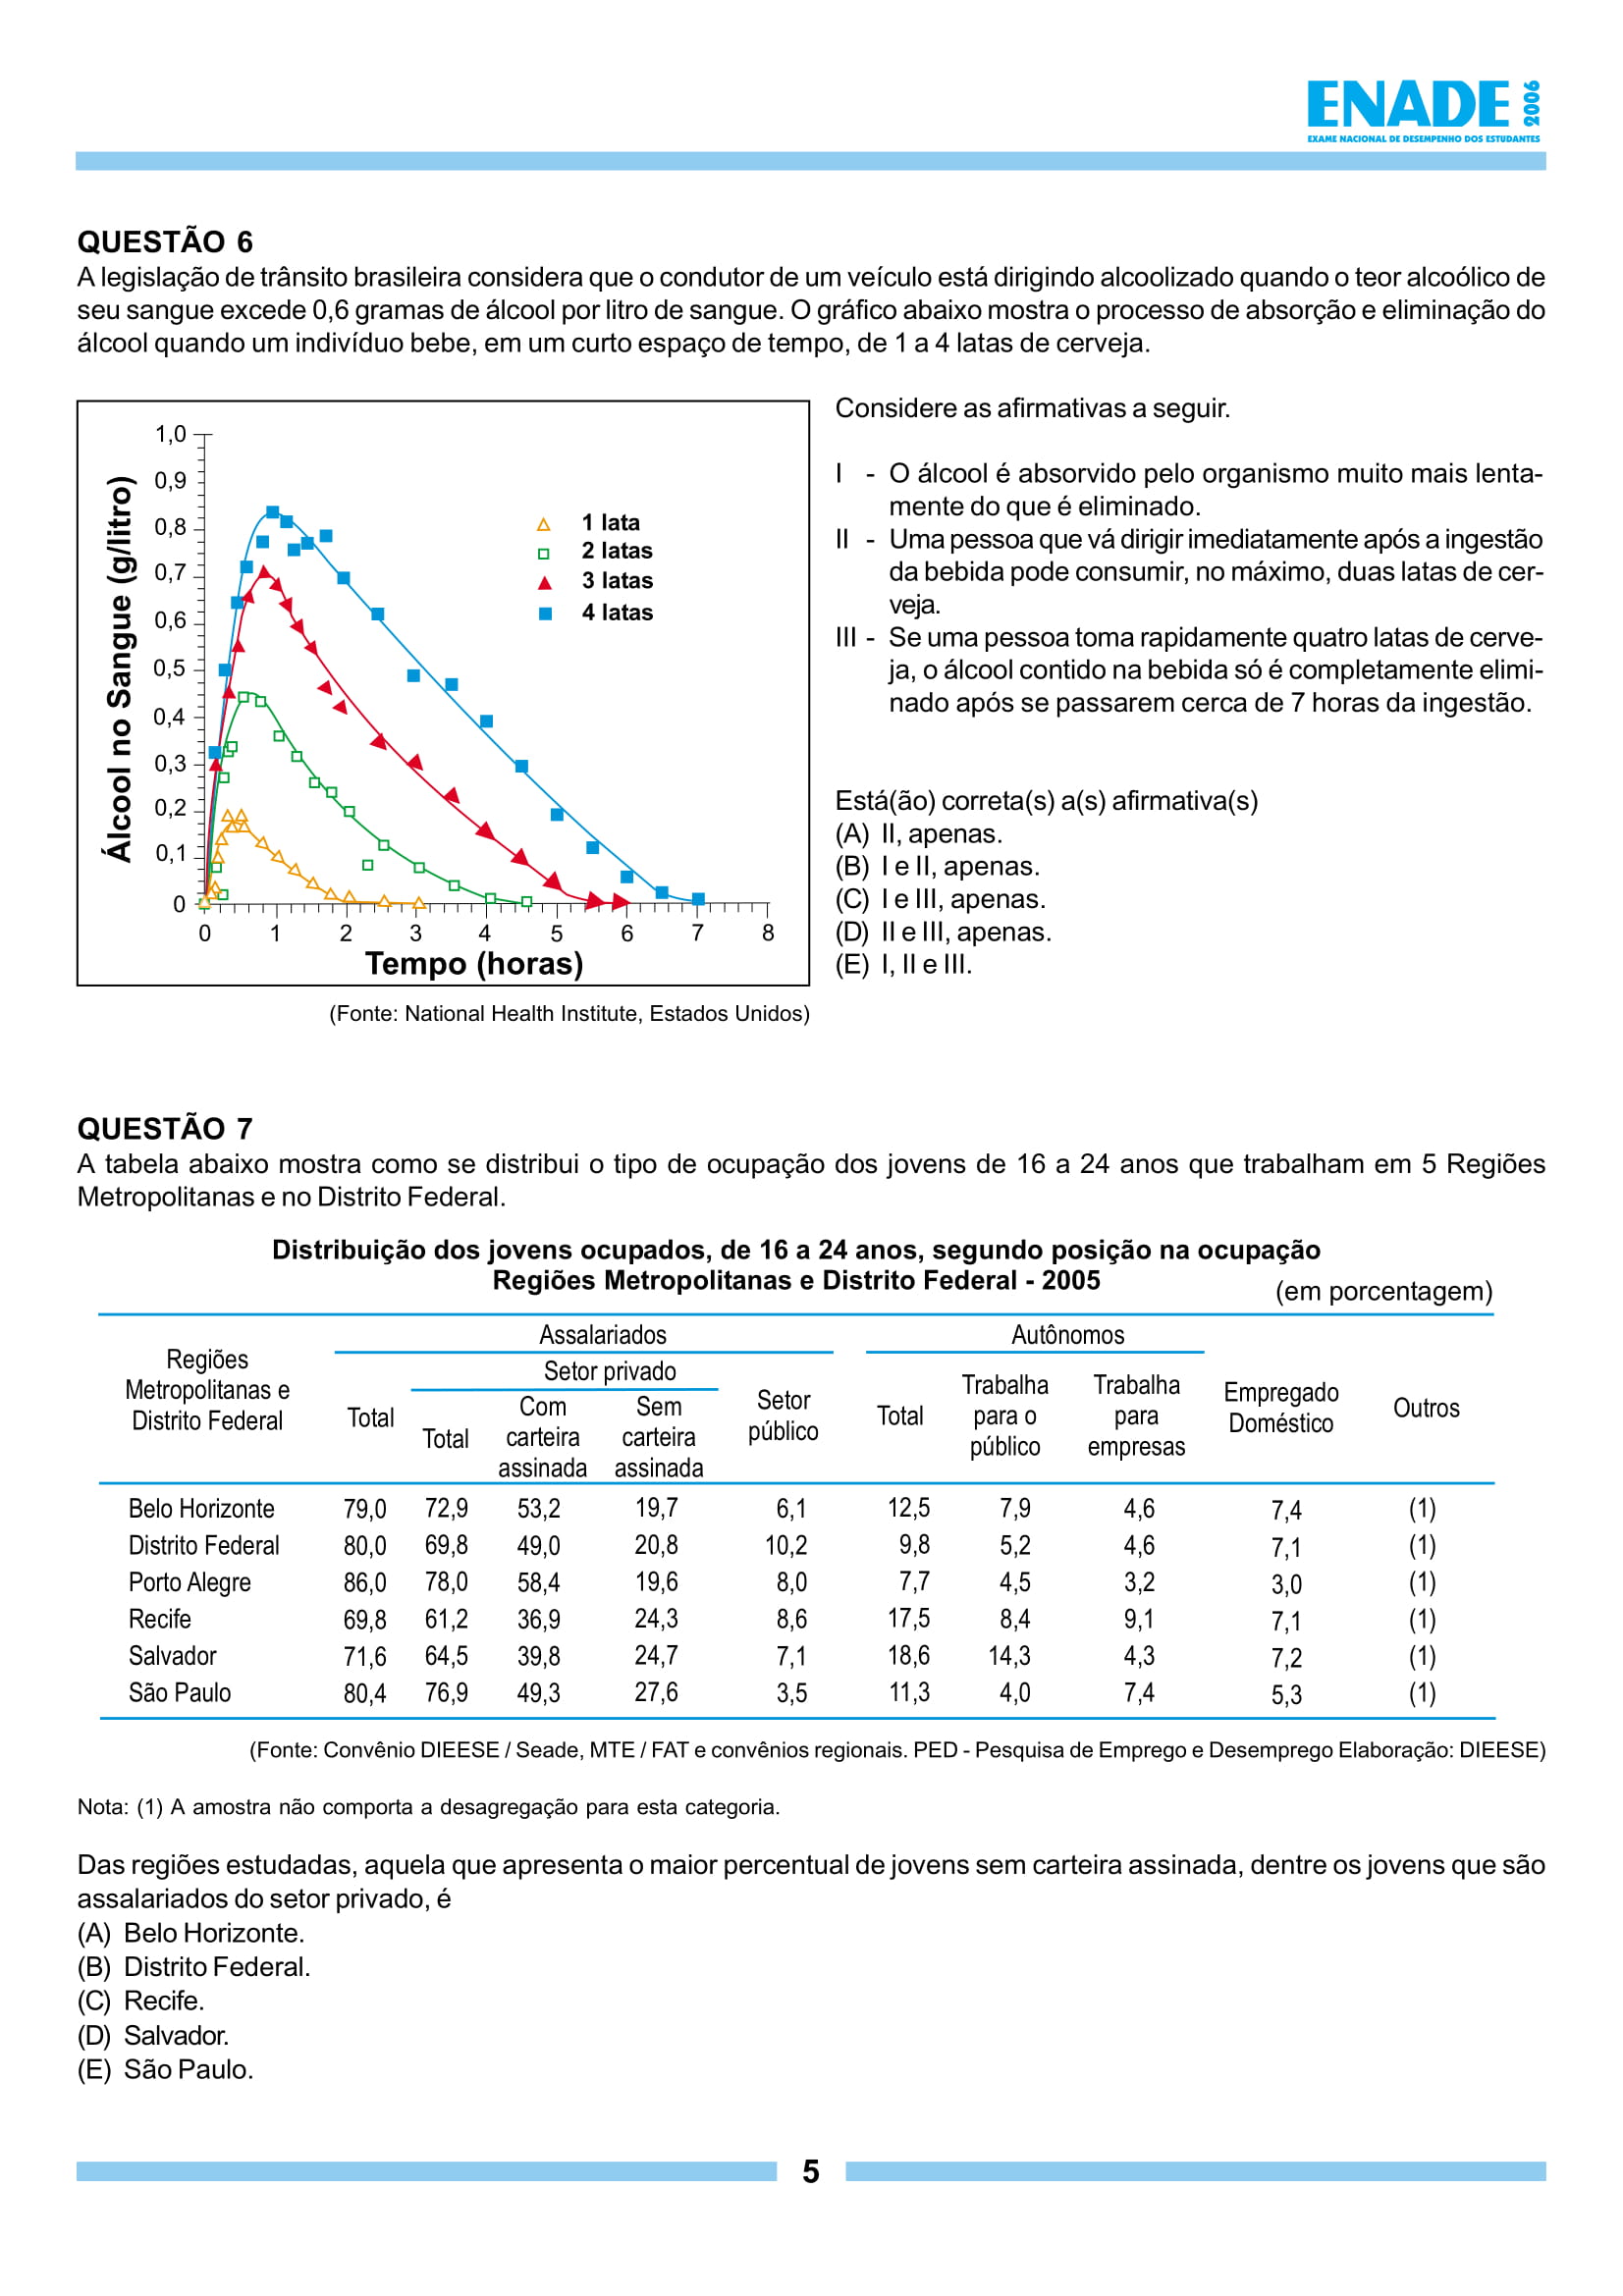 ENADE 2006
EXAME NACIONAL DE DESEMPENHO DOS ESTUDANTES
QUESTÃO 6
A legislação de trânsito brasileira considera que o condutor de um veículo está dirigindo alcoolizado quando o teor alcoólico de
seu sangue excede 0,6 gramas de álcool por litro de sangue. O gráfico abaixo mostra o processo de absorção e eliminação do
álcool quando um indivíduo bebe, em um curto espaço de tempo, de 1 a 4 latas de cerveja.
Álcool no Sangue (g/litro)
1,0
0,9
0,8
0,7
0,6
0,5
0,4
0,3
0,2
0,1
0
0 1 2 3 4 5 6 7 8
Tempo (horas)
1 lata
2 latas
3 latas
4 latas
(Fonte: National Health Institute, Estados Unidos)
Considere as afirmativas a seguir.
I - O álcool é absorvido pelo organismo muito mais lenta-
mente do que é eliminado.
II - Uma pessoa que vá dirigir imediatamente após a ingestão
da bebida pode consumir, no máximo, duas latas de cer-
veja.
III - Se uma pessoa toma rapidamente quatro latas de cerve-
ja, o álcool contido na bebida só é completamente elimi-
nado após se passarem cerca de 7 horas da ingestão.
Está(ão) correta(s) a(s) afirmativa(s)
(A) II, apenas.
(B) I e II, apenas.
(C) I e III, apenas.
(D) II e III, apenas.
(E) I, II e III.
QUESTÃO 7
A tabela abaixo mostra como se distribui o tipo de ocupação dos jovens de 16 a 24 anos que trabalham em 5 Regiões
Metropolitanas e no Distrito Federal.
Distribuição dos jovens ocupados, de 16 a 24 anos, segundo posição na ocupação
Regiões Metropolitanas e Distrito Federal - 2005
(em porcentagem)
Regiões
Metropolitanas e
Distrito Federal
Assalariados
Total
Setor privado
Total
Com
carteira
assinada
Sem
carteira
assinada
Setor
público
Autônomos
Total
Trabalha
para o
público
Trabalha
para
empresas
Empregado
Doméstico
Outros
Belo Horizonte 79,0 72,9 53,2 19,7 6,1 12,5 7,9 4,6 7,4 (1)
Distrito Federal 80,0 69,8 49,0 20,8 10,2 9,8 5,2 4,6 7,1 (1)
Porto Alegre 86,0 78,0 58,4 19,6 8,0 7,7 4,5 3,2 3,0 (1)
Recife 69,8 61,2 36,9 24,3 8,6 17,5 8,4 9,1 7,1 (1)
Salvador 71,6 64,5 39,8 24,7 7,1 18,6 14,3 4,3 7,2 (1)
São Paulo 80,4 76,9 49,3 27,6 3,5 11,3 4,0 7,4 5,3 (1)
(Fonte: Convênio DIEESE / Seade, MTE / FAT e convênios regionais. PED - Pesquisa de Emprego e Desemprego Elaboração: DIEESE)
Nota: (1) A amostra não comporta a desagregação para esta categoria.
Das regiões estudadas, aquela que apresenta o maior percentual de jovens sem carteira assinada, dentre os jovens que são
assalariados do setor privado, é
(A) Belo Horizonte.
(B) Distrito Federal.
(C) Recife.
(D) Salvador.
(E) São Paulo.
5